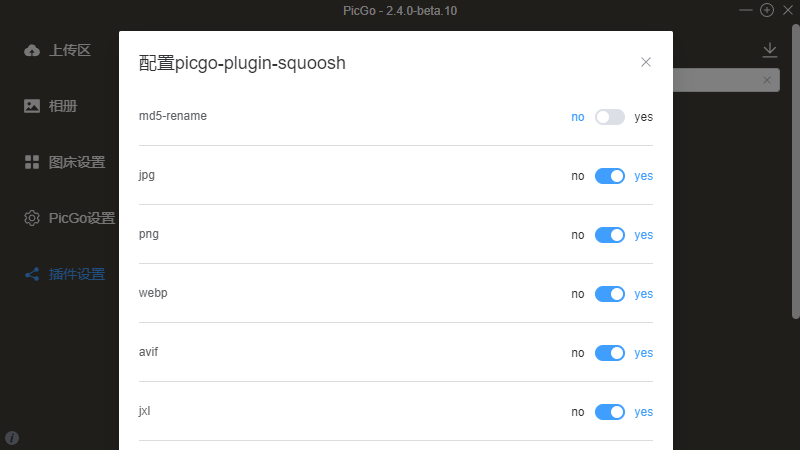 PicGo - 2.4.0-beta.10
上传区
相册
图床设置
PicGo设置
插件设置
配置picgo-plugin-squoosh
md5-rename no yes
jpg no yes
png no yes
webp no yes
avif no yes
jxl no yes